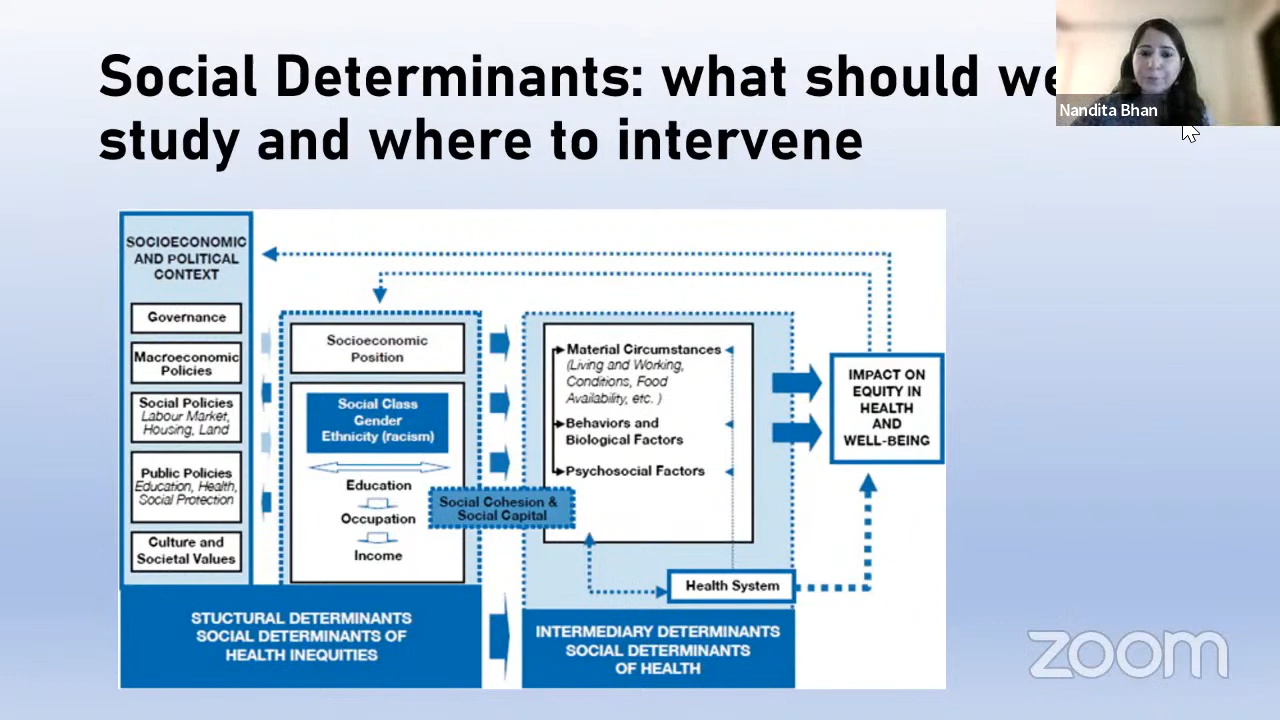 Social Determinants: what should we
study and where to intervene
Nandita Bhan
SOCIOECONOMIC
AND POLITICAL
CONTEXT
Governance
Macroeconomic
Policies
Social Policies
Labour Market,
Housing, Land
Public Policies
Education, Health,
Social Protection
Culture and
Societal Values
Socioeconomic
Position
Social Class
Gender
Ethnicity (racism)
Education
Occupation
Income
Social Cohesion &
Social Capital
Material Circumstances
(Living and Working,
Conditions, Food
Availability, etc. )
Behaviors and
Biological Factors
Psychosocial Factors
Health System
IMPACT ON
EQUITY IN
HEALTH
AND
WELL-BEING
STUCTURAL DETERMINANTS
SOCIAL DETERMINANTS OF
HEALTH INEQUITIES
INTERMEDIARY DETERMINANTS
SOCIAL DETERMINANTS
OF HEALTH
zoom